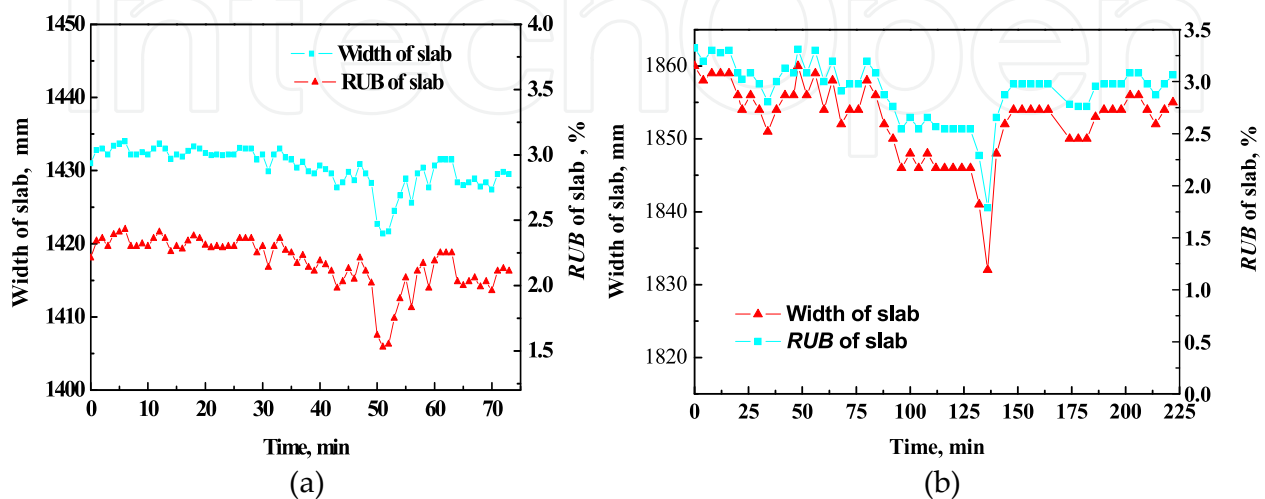 intechopen
1450
1440
1430
1420
1410
1400
Width of slab, mm
4.0
3.5
3.0
2.5
2.0
1.5
RUB of slab , %
Width of slab
RUB of slab
0 10 20 30 40 50 60 70
Time, min
(a)
1860
1850
1840
1830
1820
Width of slab, mm
3.5
3.0
2.5
2.0
1.5
1.0
0.5
0.0
RUB of slab, %
Width of slab
RUB of slab
0 25 50 75 100 125 150 175 200 225
Time, min
(b)